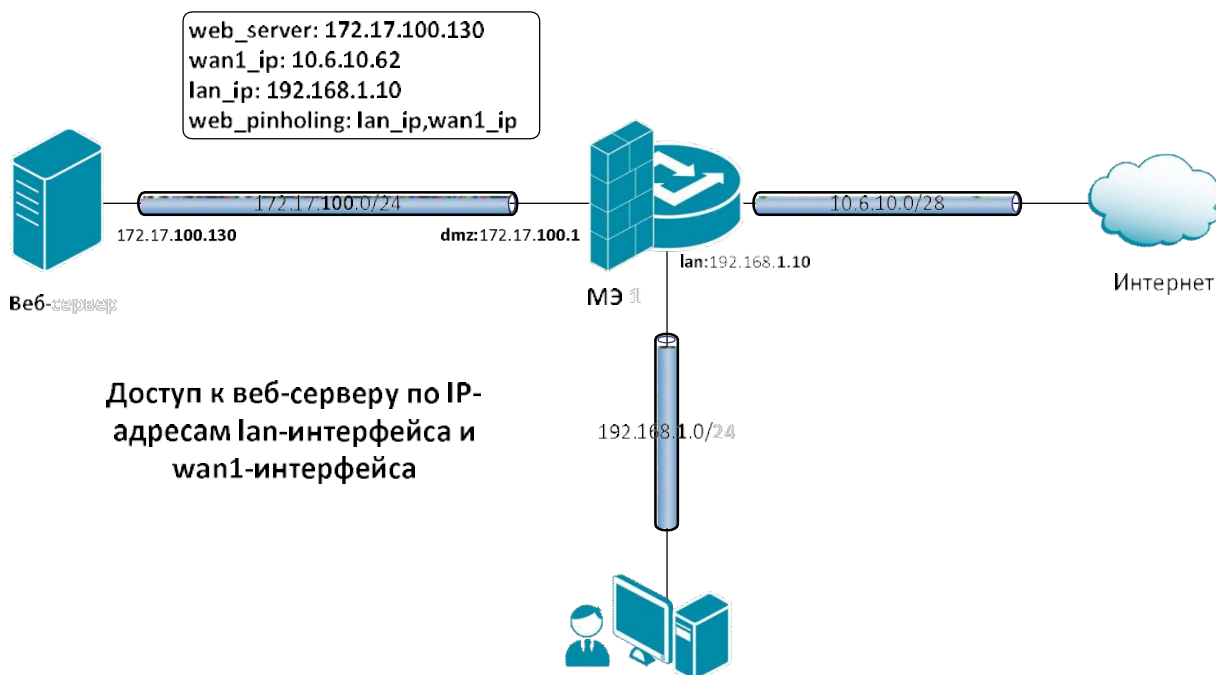 web_server: 172.17.100.130
wan1_ip: 10.6.10.62
lan_ip: 192.168.1.10
web_pinholing: lan_ip,wan1_ip
172.17.100.0/24
10.6.10.0/28
172.17.100.130
dmz:172.17.100.1
lan:192.168.1.10
Веб-сервер
МЭ 1
Интернет
Доступ к веб-серверу по IP-
адресам lan-интерфейса и
wan1-интерфейса
192.168.1.0/24